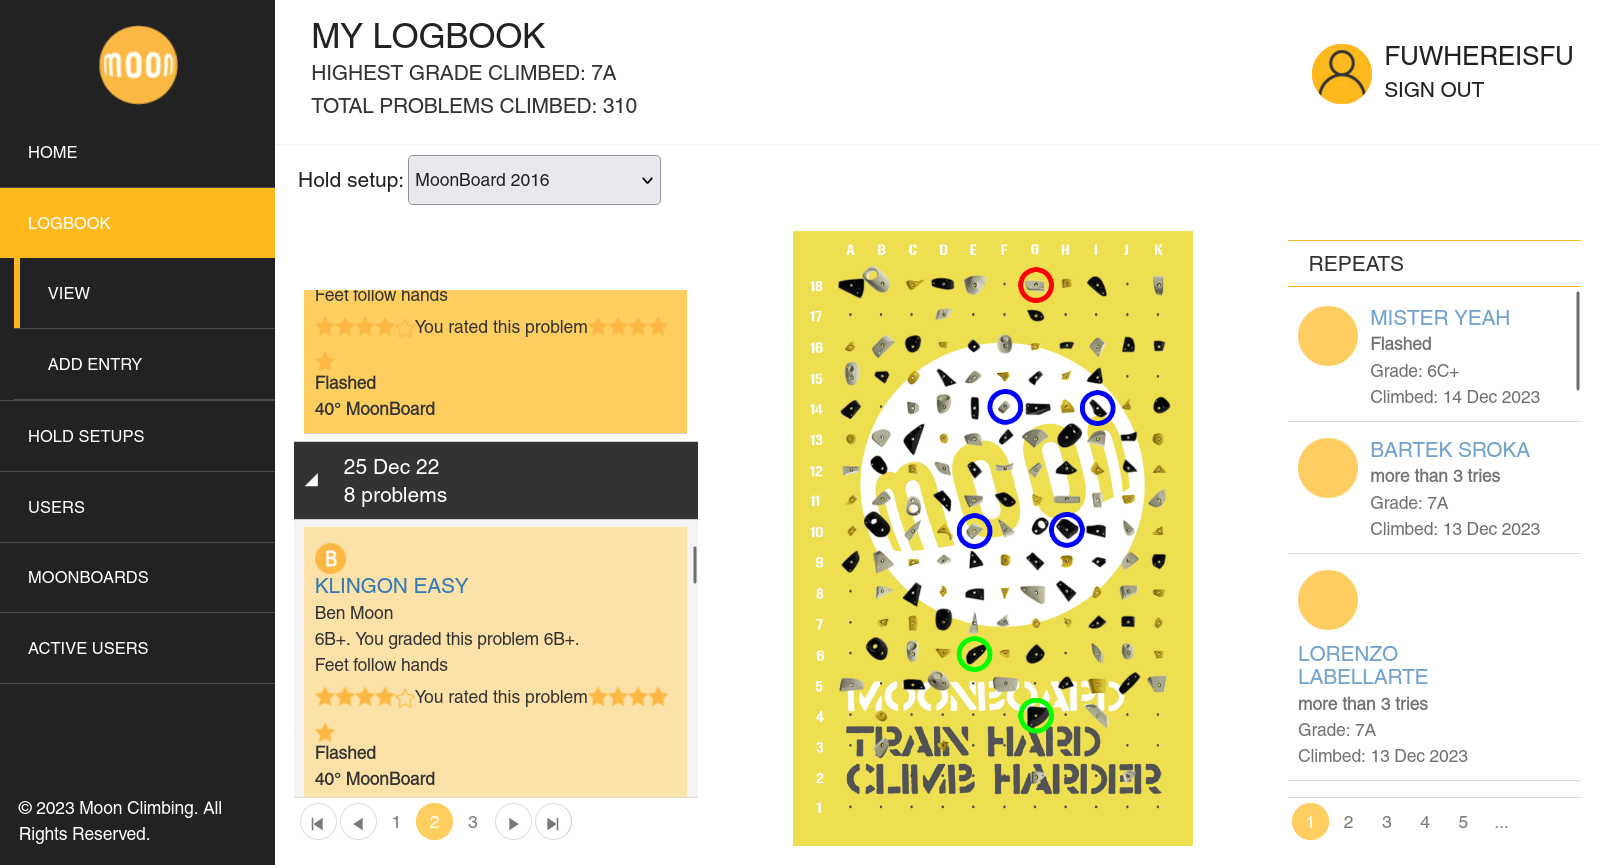 moon
HOME
LOGBOOK
VIEW
ADD ENTRY
HOLD SETUPS
USERS
MOONBOARDS
ACTIVE USERS
© 2023 Moon Climbing. All
Rights Reserved.
MY LOGBOOK
HIGHEST GRADE CLIMBED: 7A
TOTAL PROBLEMS CLIMBED: 310
FUWHEREISFU
SIGN OUT
Hold setup: MoonBoard 2016
Feet follow hands
You rated this problem
Flashed
40° MoonBoard
25 Dec 22
8 problems
B
KLINGON EASY
Ben Moon
6B+. You graded this problem 6B+.
Feet follow hands
You rated this problem
Flashed
40° MoonBoard
1 2 3
A B C D E F G H I J K
18
17
16
15
14
13
12
11
10
9
8
7
6
5
4
3
2
1
moon
MOONBOARD
TRAIN HARD
CLIMB HARDER
REPEATS
MISTER YEAH
Flashed
Grade: 6C+
Climbed: 14 Dec 2023
BARTEK SROKA
more than 3 tries
Grade: 7A
Climbed: 13 Dec 2023
LORENZO
LABELLARTE
more than 3 tries
Grade: 7A
Climbed: 13 Dec 2023
1 2 3 4 5 ...